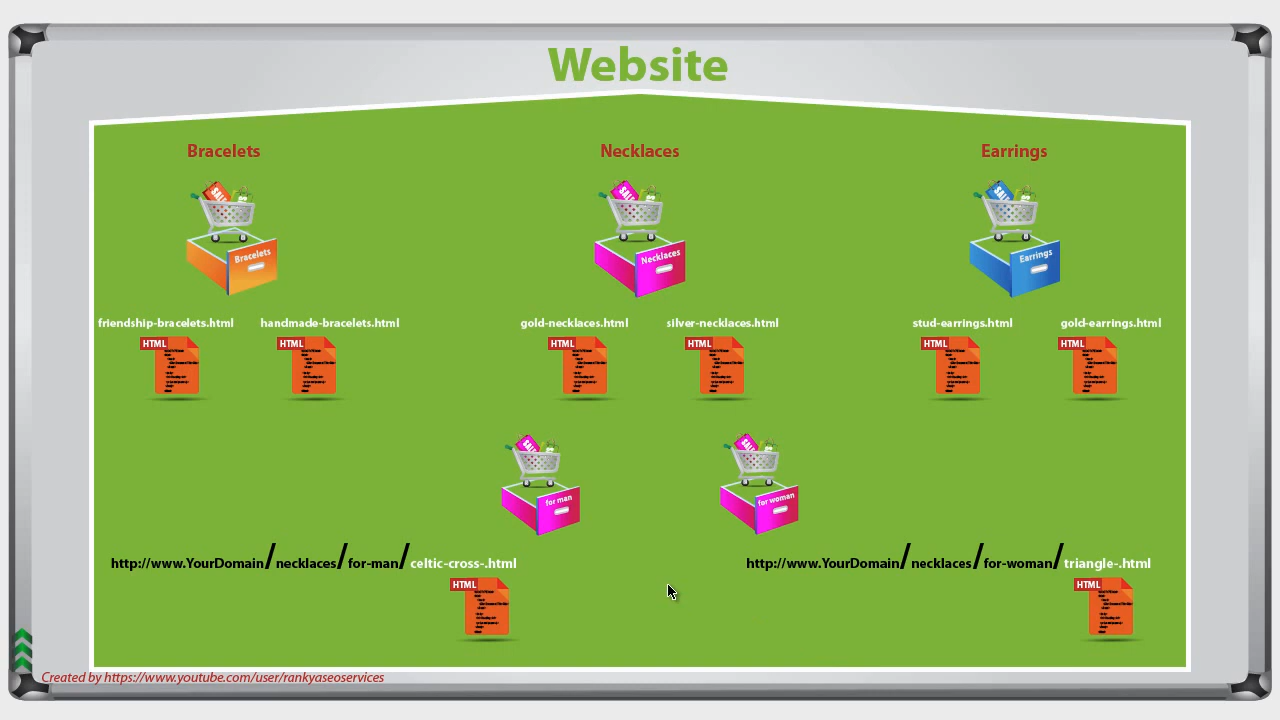 Website
Bracelets
Necklaces
Earrings
SALE
SALE
SALE
Bracelets
Necklaces
Earrings
friendship-bracelets.html
handmade-bracelets.html
gold-necklaces.html
silver-necklaces.html
stud-earrings.html
gold-earrings.html
HTML
HTML
HTML
HTML
HTML
HTML
for man
for woman
http://www.YourDomain/necklaces/for-man/celtic-cross-.html
http://www.YourDomain/necklaces/for-woman/triangle-.html
HTML
HTML
Created by https://www.youtube.com/user/rankyaseoservices